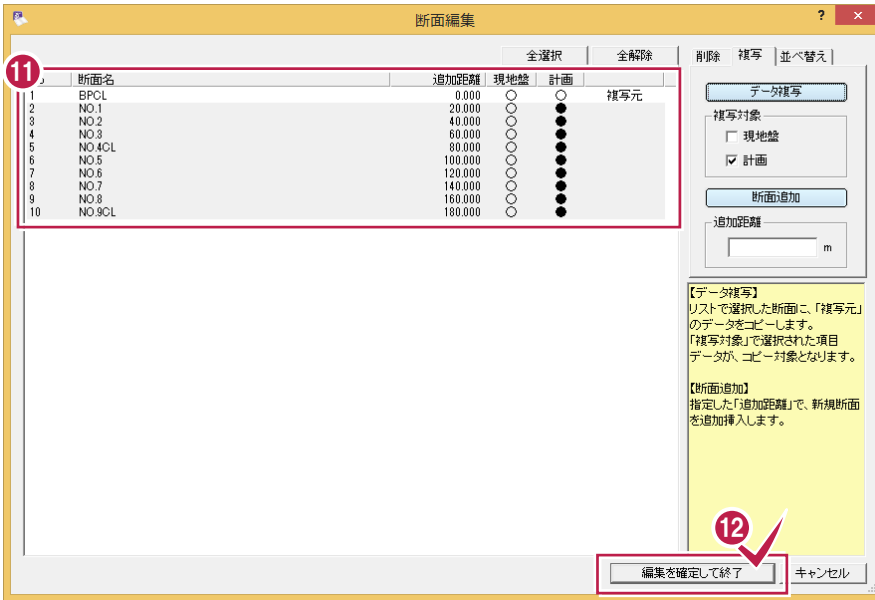 断面編集
?
×
全選択 全解除
削除 複写 並べ替え
⑪
断面名 追加距離 現地盤 計画
1 BPCL 0.000 ○ ○ 複写元
2 NO.1 20.000 ○ ●
3 NO.2 40.000 ○ ●
4 NO.3 60.000 ○ ●
5 NO.4CL 80.000 ○ ●
6 NO.5 100.000 ○ ●
7 NO.6 120.000 ○ ●
8 NO.7 140.000 ○ ●
9 NO.8 160.000 ○ ●
10 NO.9CL 180.000 ○ ●
データ複写
複写対象
現地盤
計画
断面追加
追加距離
m
【データ複写】
リストで選択した断面に、「複写元」
のデータをコピーします。
「複写対象」で選択された項目
データが、コピー対象となります。
【断面追加】
指定した「追加距離」で、新規断面
を追加挿入します。
⑫
編集を確定して終了 キャンセル